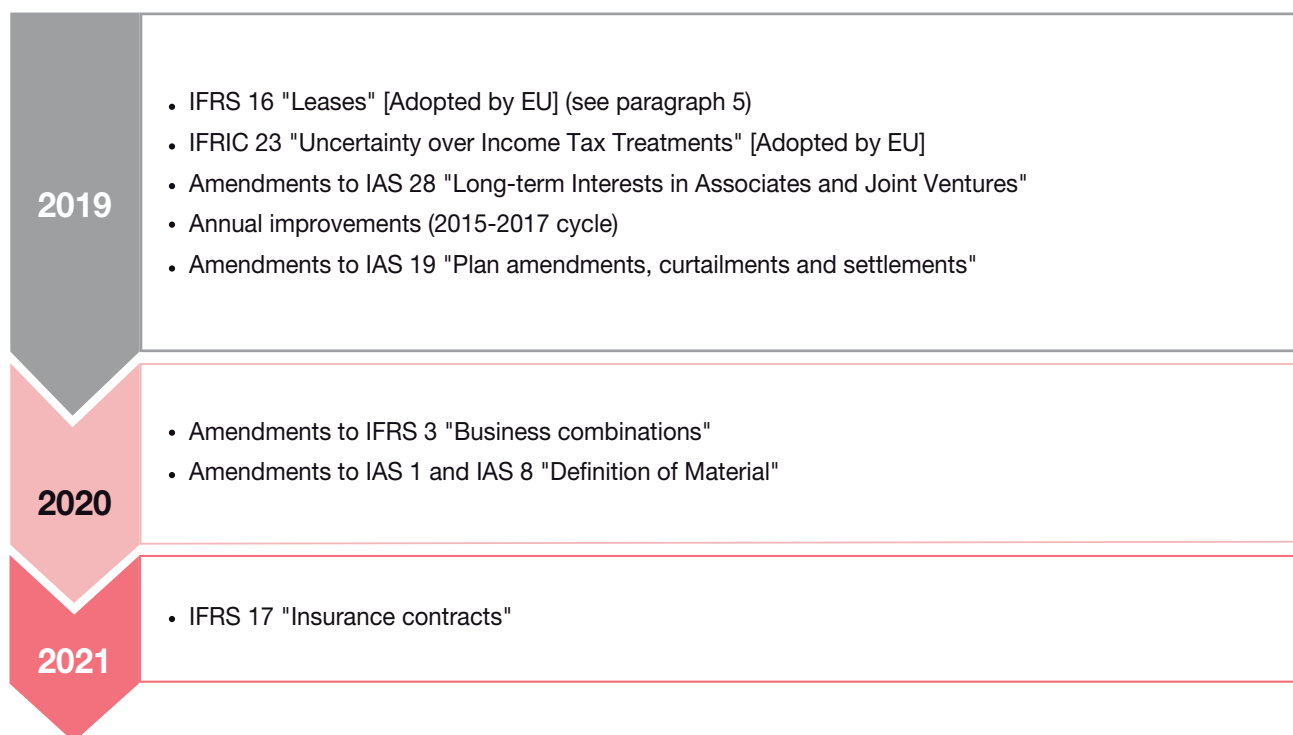 2019
• IFRS 16 "Leases" [Adopted by EU] (see paragraph 5)
• IFRIC 23 "Uncertainty over Income Tax Treatments" [Adopted by EU]
• Amendments to IAS 28 "Long-term Interests in Associates and Joint Ventures"
• Annual improvements (2015-2017 cycle)
• Amendments to IAS 19 "Plan amendments, curtailments and settlements"
2020
• Amendments to IFRS 3 "Business combinations"
• Amendments to IAS 1 and IAS 8 "Definition of Material"
2021
• IFRS 17 "Insurance contracts"